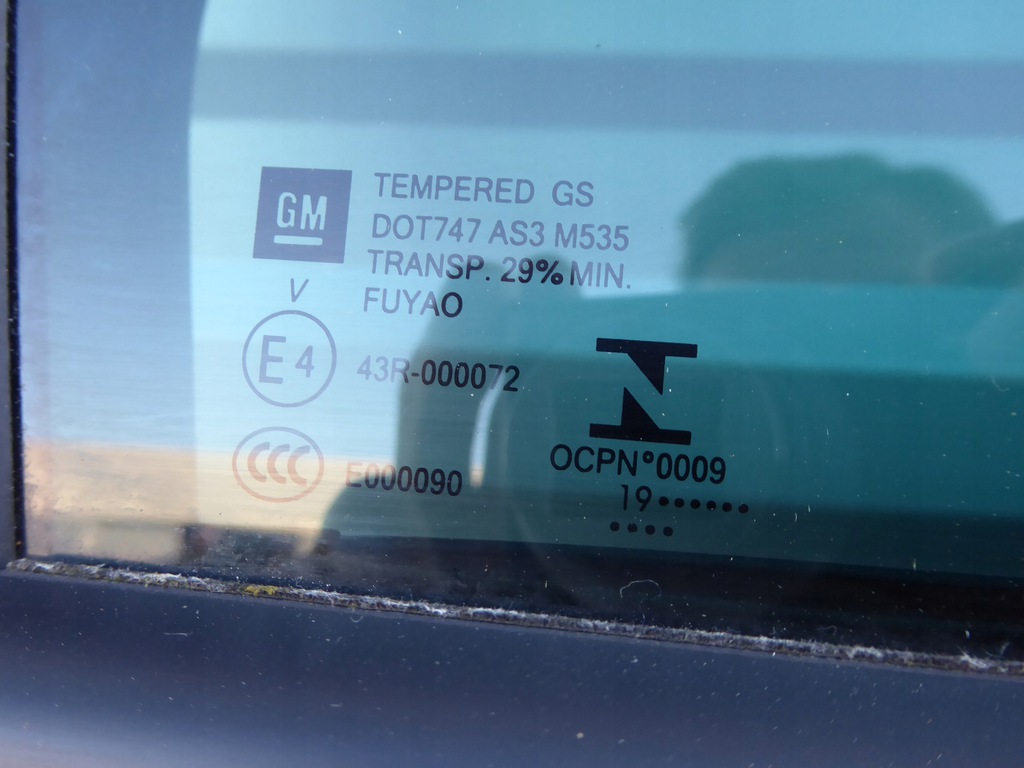 GM
TEMPERED GS
DOT747 AS3 M535
TRANSP. 29% MIN.
FUYAO
V
E4
43R-000072
CCC
E000090
OCPN°0009
19••••••
••••